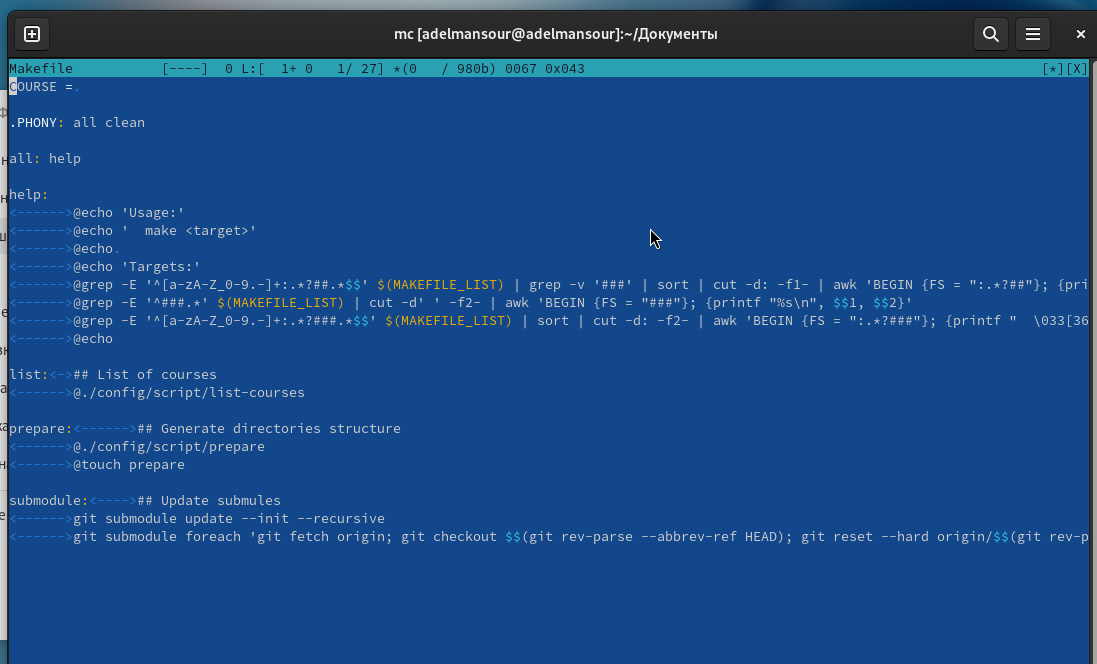 mc [adelmansour@adelmansour]:~/Документы
Makefile [----] 0 L:[ 1+ 0 1/ 27] *(0 / 980b) 0067 0x043 [*][X]
COURSE =.
.PHONY: all clean
all: help
help:
<------>@echo 'Usage:'
<------>@echo '  make <target>'
<------>@echo.
<------>@echo 'Targets:'
<------>@grep -E '^[a-zA-Z_0-9.-]+:.*?##.*$$' $(MAKEFILE_LIST) | grep -v '###' | sort | cut -d: -f1- | awk 'BEGIN {FS = ":.*?##"}; {pri
<------>@grep -E '^###.*' $(MAKEFILE_LIST) | cut -d' ' -f2- | awk 'BEGIN {FS = "###"}; {printf "%s\n", $$1, $$2}'
<------>@grep -E '^[a-zA-Z_0-9.-]+:.*?###.*$$' $(MAKEFILE_LIST) | sort | cut -d: -f2- | awk 'BEGIN {FS = ":.*?###"}; {printf "  \033[36
<------>@echo
list:<->## List of courses
<------>@./config/script/list-courses
prepare:<------>## Generate directories structure
<------>@./config/script/prepare
<------>@touch prepare
submodule:<---->## Update submules
<------>git submodule update --init --recursive
<------>git submodule foreach 'git fetch origin; git checkout $$(git rev-parse --abbrev-ref HEAD); git reset --hard origin/$$(git rev-p